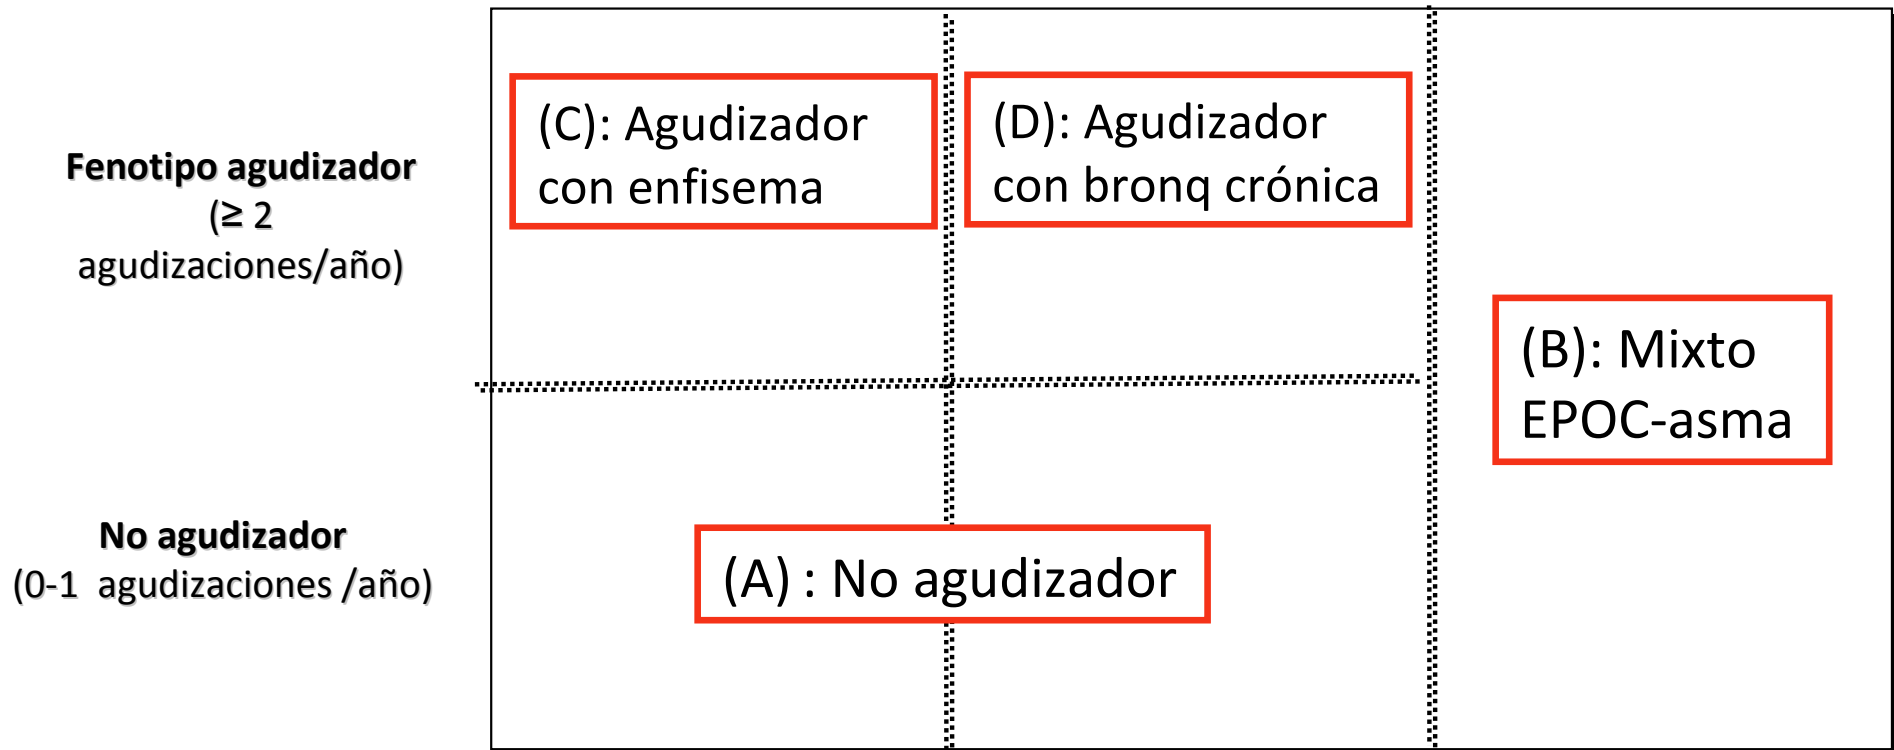 Fenotipo agudizador
(≥ 2
agudizaciones/año)
(C): Agudizador
con enfisema
(D): Agudizador
con bronq crónica
(B): Mixto
EPOC-asma
No agudizador
(0-1 agudizaciones /año)
(A) : No agudizador